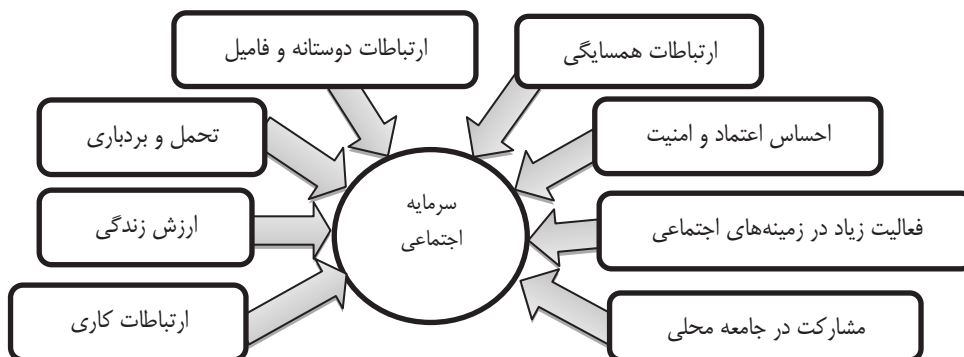 ارتباطات همسایگی
ارتباطات دوستانه و فامیل
احساس اعتماد و امنیت
تحمل و بردباری
سرمایه
اجتماعی
فعالیت زیاد در زمینه‌های اجتماعی
ارزش زندگی
مشارکت در جامعه محلی
ارتباطات کاری